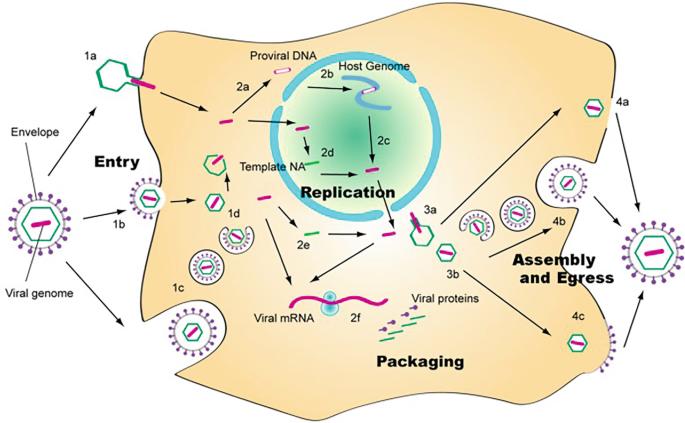 1a
Proviral DNA
2b
Host Genome
2a
4a
Envelope
Entry
2c
2d
Template NA
Replication
1b
1d
3a
2e
4b
3b
Assembly
and Egress
1c
Viral genome
Viral proteins
Viral mRNA
2f
4c
Packaging